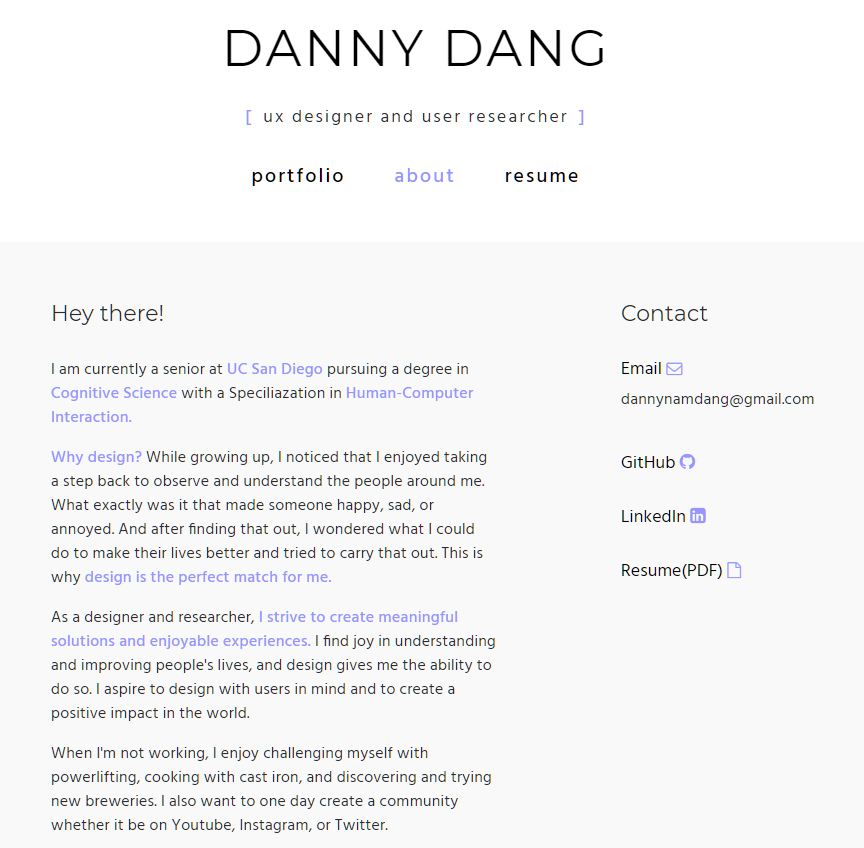 DANNY DANG
[ ux designer and user researcher ]
portfolio about resume
Hey there!
I am currently a senior at UC San Diego pursuing a degree in
Cognitive Science with a Speciliazation in Human-Computer
Interaction.
Why design? While growing up, I noticed that I enjoyed taking
a step back to observe and understand the people around me.
What exactly was it that made someone happy, sad, or
annoyed. And after finding that out, I wondered what I could
do to make their lives better and tried to carry that out. This is
why design is the perfect match for me.
As a designer and researcher, I strive to create meaningful
solutions and enjoyable experiences. I find joy in understanding
and improving people's lives, and design gives me the ability to
do so. I aspire to design with users in mind and to create a
positive impact in the world.
When I'm not working, I enjoy challenging myself with
powerlifting, cooking with cast iron, and discovering and trying
new breweries. I also want to one day create a community
whether it be on Youtube, Instagram, or Twitter.
Contact
Email
dannynamdang@gmail.com
GitHub
LinkedIn
Resume(PDF)